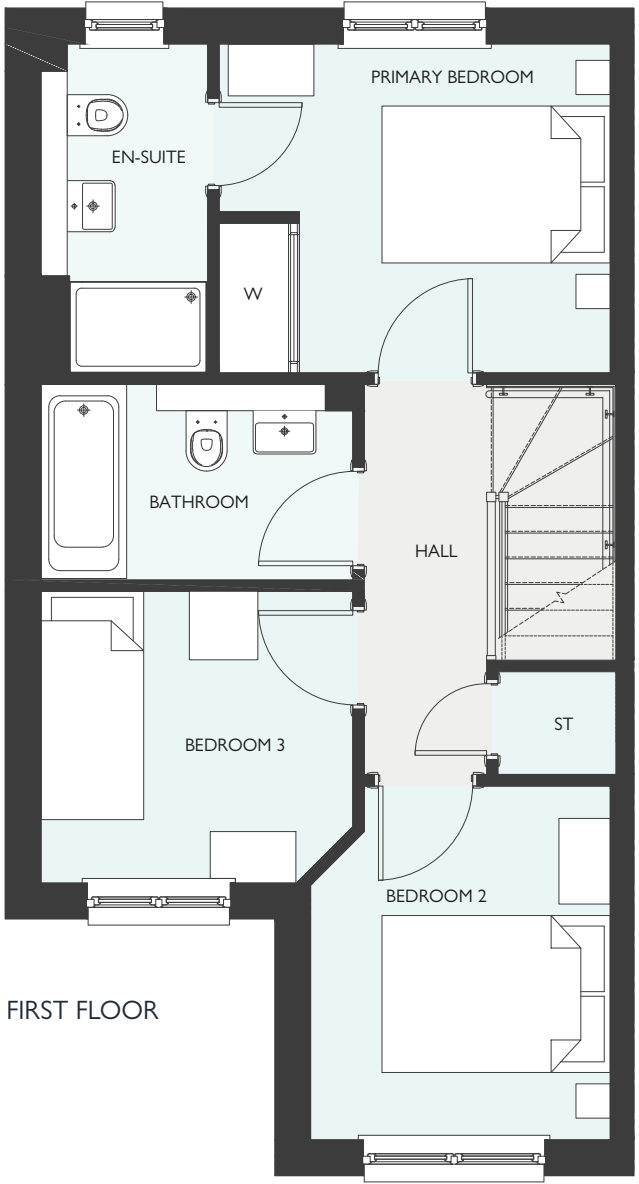 PRIMARY BEDROOM
EN-SUITE
W
BATHROOM
HALL
ST
BEDROOM 3
BEDROOM 2
FIRST FLOOR